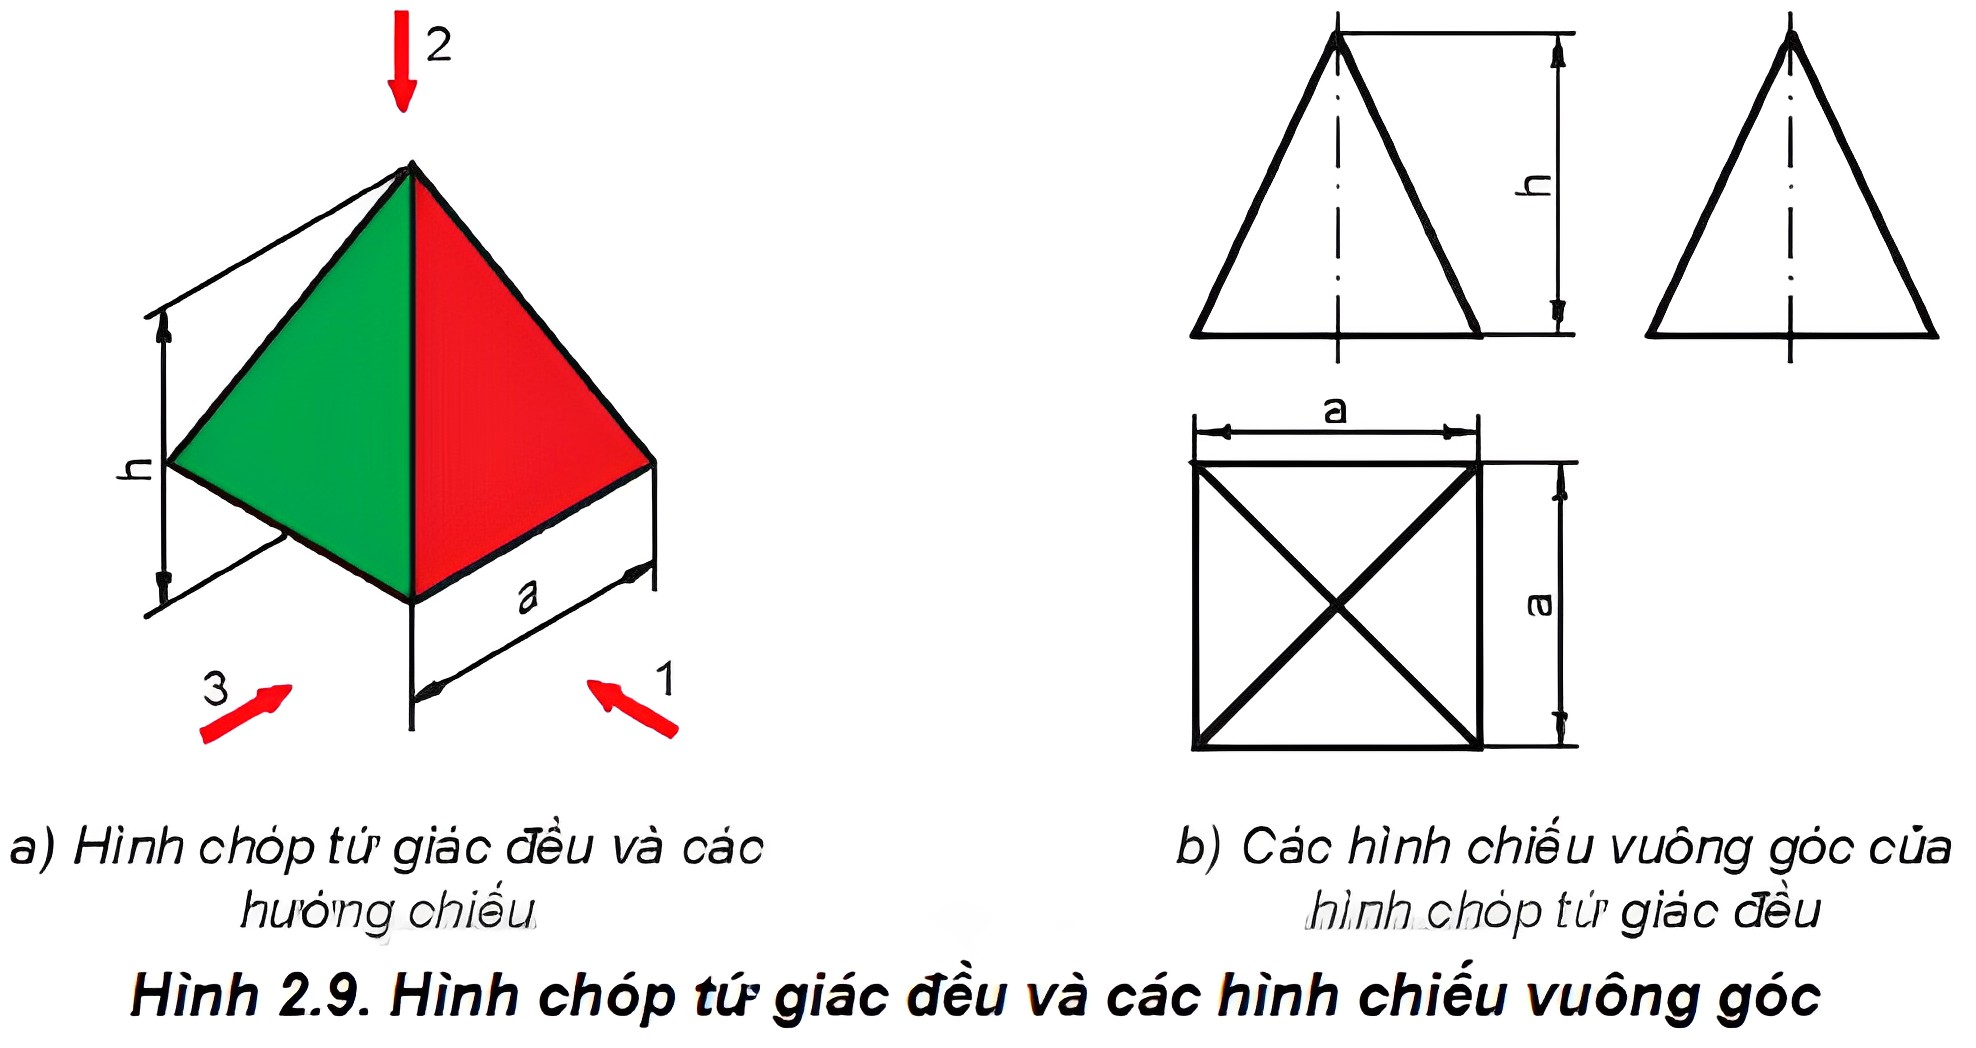 2
h
a
3
1
h
a
a
a) Hình chóp tứ giác đều và các
hướng chiếu
b) Các hình chiếu vuông góc của
hình chóp tứ giác đều
Hình 2.9. Hình chóp tứ giác đều và các hình chiếu vuông góc